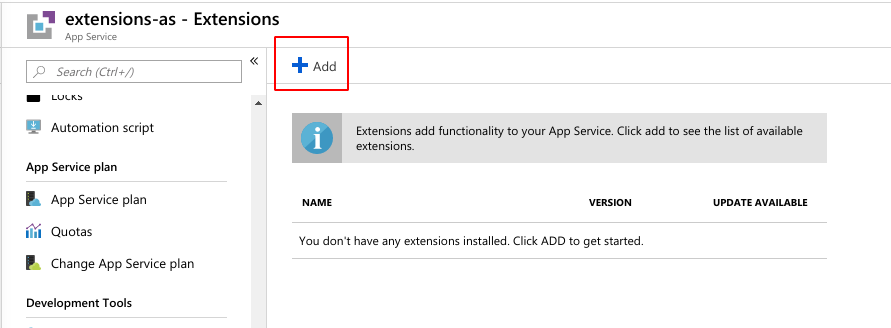 extensions-as - Extensions
App Service
Search (Ctrl+/)
«
Locks
Automation script
App Service plan
App Service plan
Quotas
Change App Service plan
Development Tools
Add
Extensions add functionality to your App Service. Click add to see the list of available
extensions.
NAME VERSION UPDATE AVAILABLE
You don't have any extensions installed. Click ADD to get started.